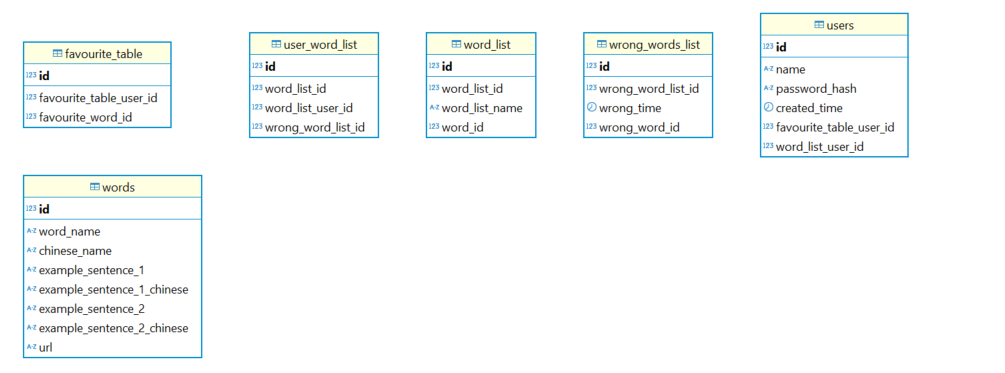 favourite_table
123 id
123 favourite_table_user_id
123 favourite_word_id
user_word_list
123 id
123 word_list_id
123 word_list_user_id
123 wrong_word_list_id
word_list
123 id
123 word_list_id
A-Z word_list_name
123 word_id
wrong_words_list
123 id
123 wrong_word_list_id
wrong_time
123 wrong_word_id
users
123 id
A-Z name
A-Z password_hash
created_time
123 favourite_table_user_id
123 word_list_user_id
words
123 id
A-Z word_name
A-Z chinese_name
A-Z example_sentence_1
A-Z example_sentence_1_chinese
A-Z example_sentence_2
A-Z example_sentence_2_chinese
A-Z url